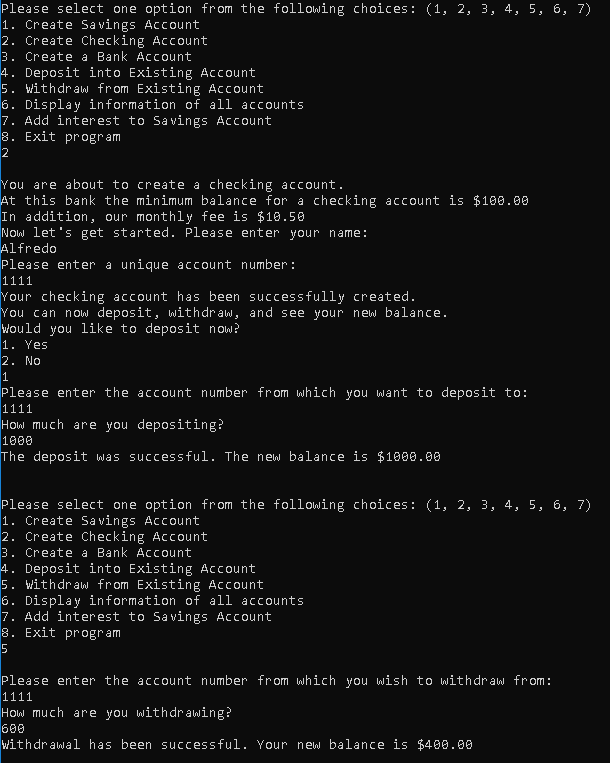 Please select one option from the following choices: (1, 2, 3, 4, 5, 6, 7)
1. Create Savings Account
2. Create Checking Account
3. Create a Bank Account
4. Deposit into Existing Account
5. Withdraw from Existing Account
6. Display information of all accounts
7. Add interest to Savings Account
8. Exit program
2
You are about to create a checking account.
At this bank the minimum balance for a checking account is $100.00
In addition, our monthly fee is $10.50
Now let's get started. Please enter your name:
Alfredo
Please enter a unique account number:
1111
Your checking account has been successfully created.
You can now deposit, withdraw, and see your new balance.
Would you like to deposit now?
1. Yes
2. No
1
Please enter the account number from which you want to deposit to:
1111
How much are you depositing?
1000
The deposit was successful. The new balance is $1000.00
Please select one option from the following choices: (1, 2, 3, 4, 5, 6, 7)
1. Create Savings Account
2. Create Checking Account
3. Create a Bank Account
4. Deposit into Existing Account
5. Withdraw from Existing Account
6. Display information of all accounts
7. Add interest to Savings Account
8. Exit program
5
Please enter the account number from which you wish to withdraw from:
1111
How much are you withdrawing?
600
Withdrawal has been successful. Your new balance is $400.00